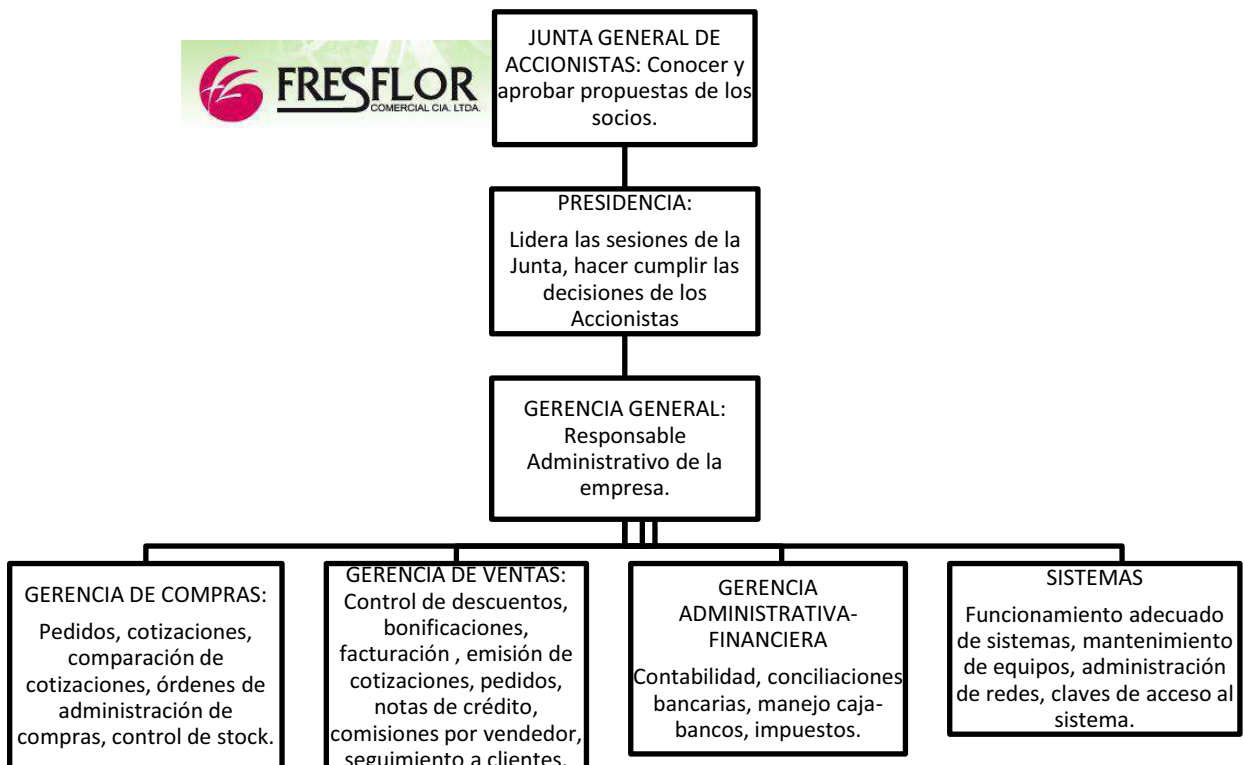 FRESFLOR
COMERCIAL CIA. LTDA.
JUNTA GENERAL DE
ACCIONISTAS: Conocer y
aprobar propuestas de los
socios.
PRESIDENCIA:
Lidera las sesiones de la
Junta, hacer cumplir las
decisiones de los
Accionistas
GERENCIA GENERAL:
Responsable
Administrativo de la
empresa.
GERENCIA DE COMPRAS:
Pedidos, cotizaciones,
comparación de
cotizaciones, órdenes de
administración de
compras, control de stock.
GERENCIA DE VENTAS:
Control de descuentos,
bonificaciones,
facturación , emisión de
cotizaciones, pedidos,
notas de crédito,
comisiones por vendedor,
seguimiento a clientes.
GERENCIA
ADMINISTRATIVA-
FINANCIERA
Contabilidad, conciliaciones
bancarias, manejo caja-
bancos, impuestos.
SISTEMAS
Funcionamiento adecuado
de sistemas, mantenimiento
de equipos, administración
de redes, claves de acceso al
sistema.